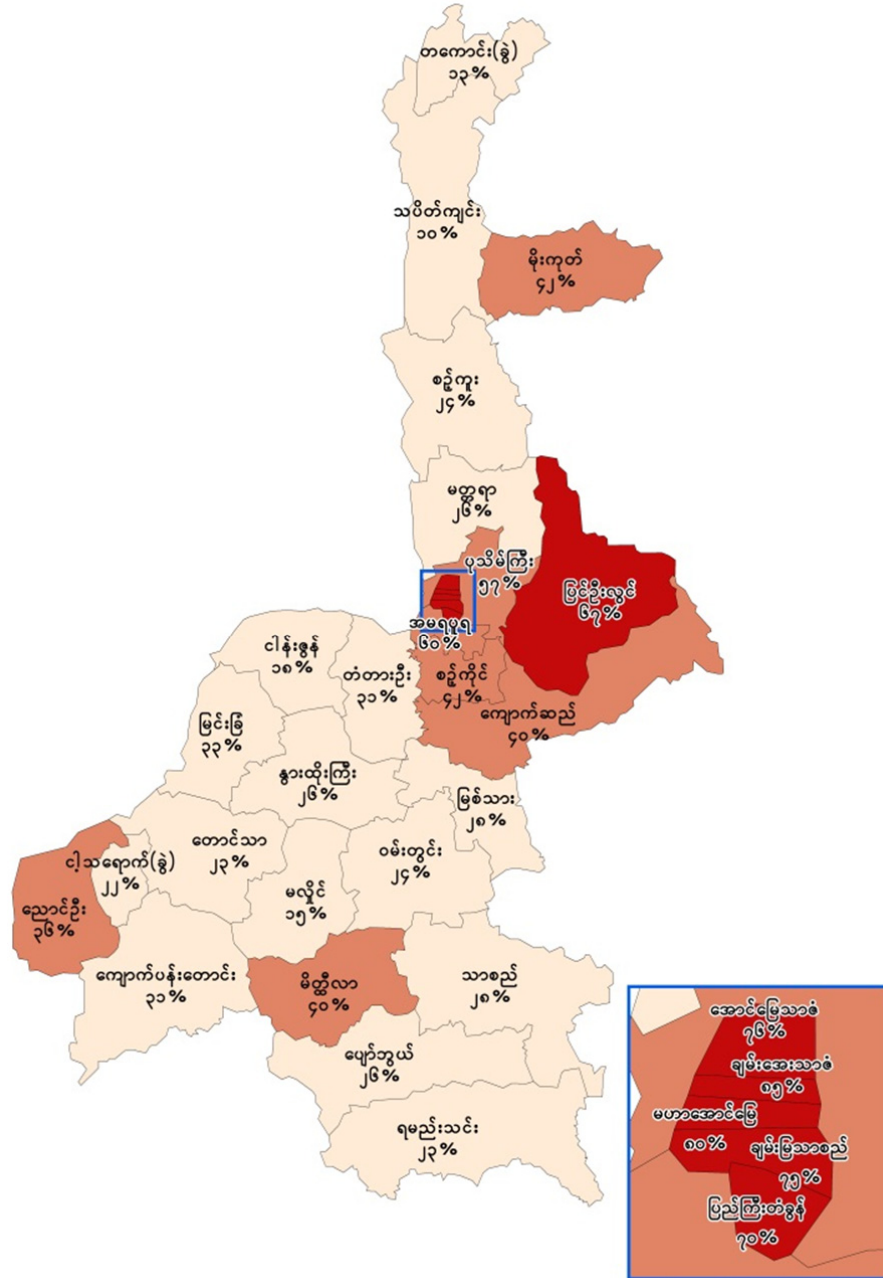 တကောင်း(ခွဲ)
၁၃%
သပိတ်ကျင်း
၁၀%
မိုးကုတ်
၄၂%
စဉ့်ကူး
၂၄%
မတ္တရာ
၂၆%
ပုသိမ်ကြီး
၅၇%
ပြင်ဦးလွင်
၆၇%
အမရပူရ
၆၀%
ငါန်းဇွန်
၁၈%
တံတားဦး
၃၁%
စဉ့်ကိုင်
၄၂%
ကျောက်ဆည်
၄၀%
မြင်းခြံ
၃၃%
နွားထိုးကြီး
၂၆%
မြစ်သား
၂၈%
တောင်သာ
၂၃%
ဝမ်းတွင်း
၂၄%
ငါ့သရောက်(ခွဲ)
၂၂%
မလှိုင်
၁၅%
ညောင်ဦး
၃၆%
ကျောက်ပန်းတောင်း
၃၁%
မိတ္ထီလာ
၄၀%
သာစည်
၂၈%
ပျော်ဘွယ်
၂၆%
ရမည်းသင်း
၂၃%
အောင်မြေသာဇံ
၇၆%
ချမ်းအေးသာဇံ
၈၅%
မဟာအောင်မြေ
၈၀%
ချမ်းမြသာစည်
၇၅%
ပြည်ကြီးတံခွန်
၇၀%